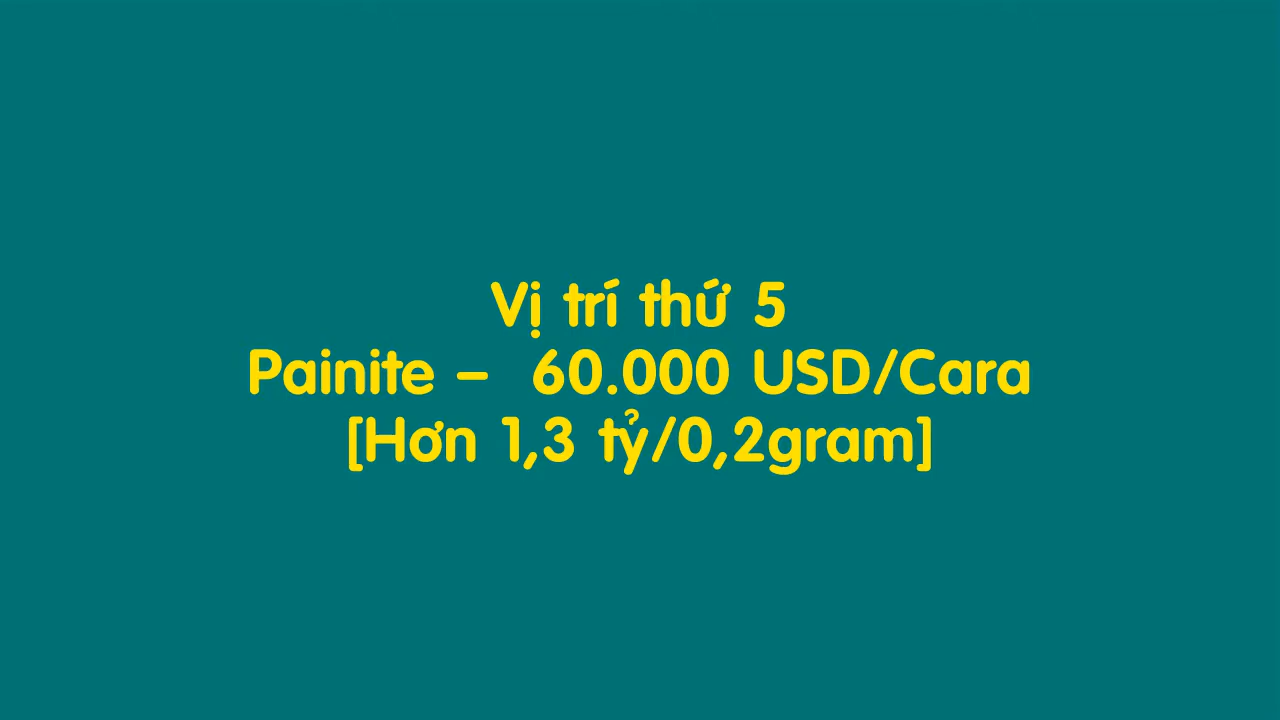 Vị trí thứ 5
Painite –  60.000 USD/Cara
[Hơn 1,3 tỷ/0,2gram]